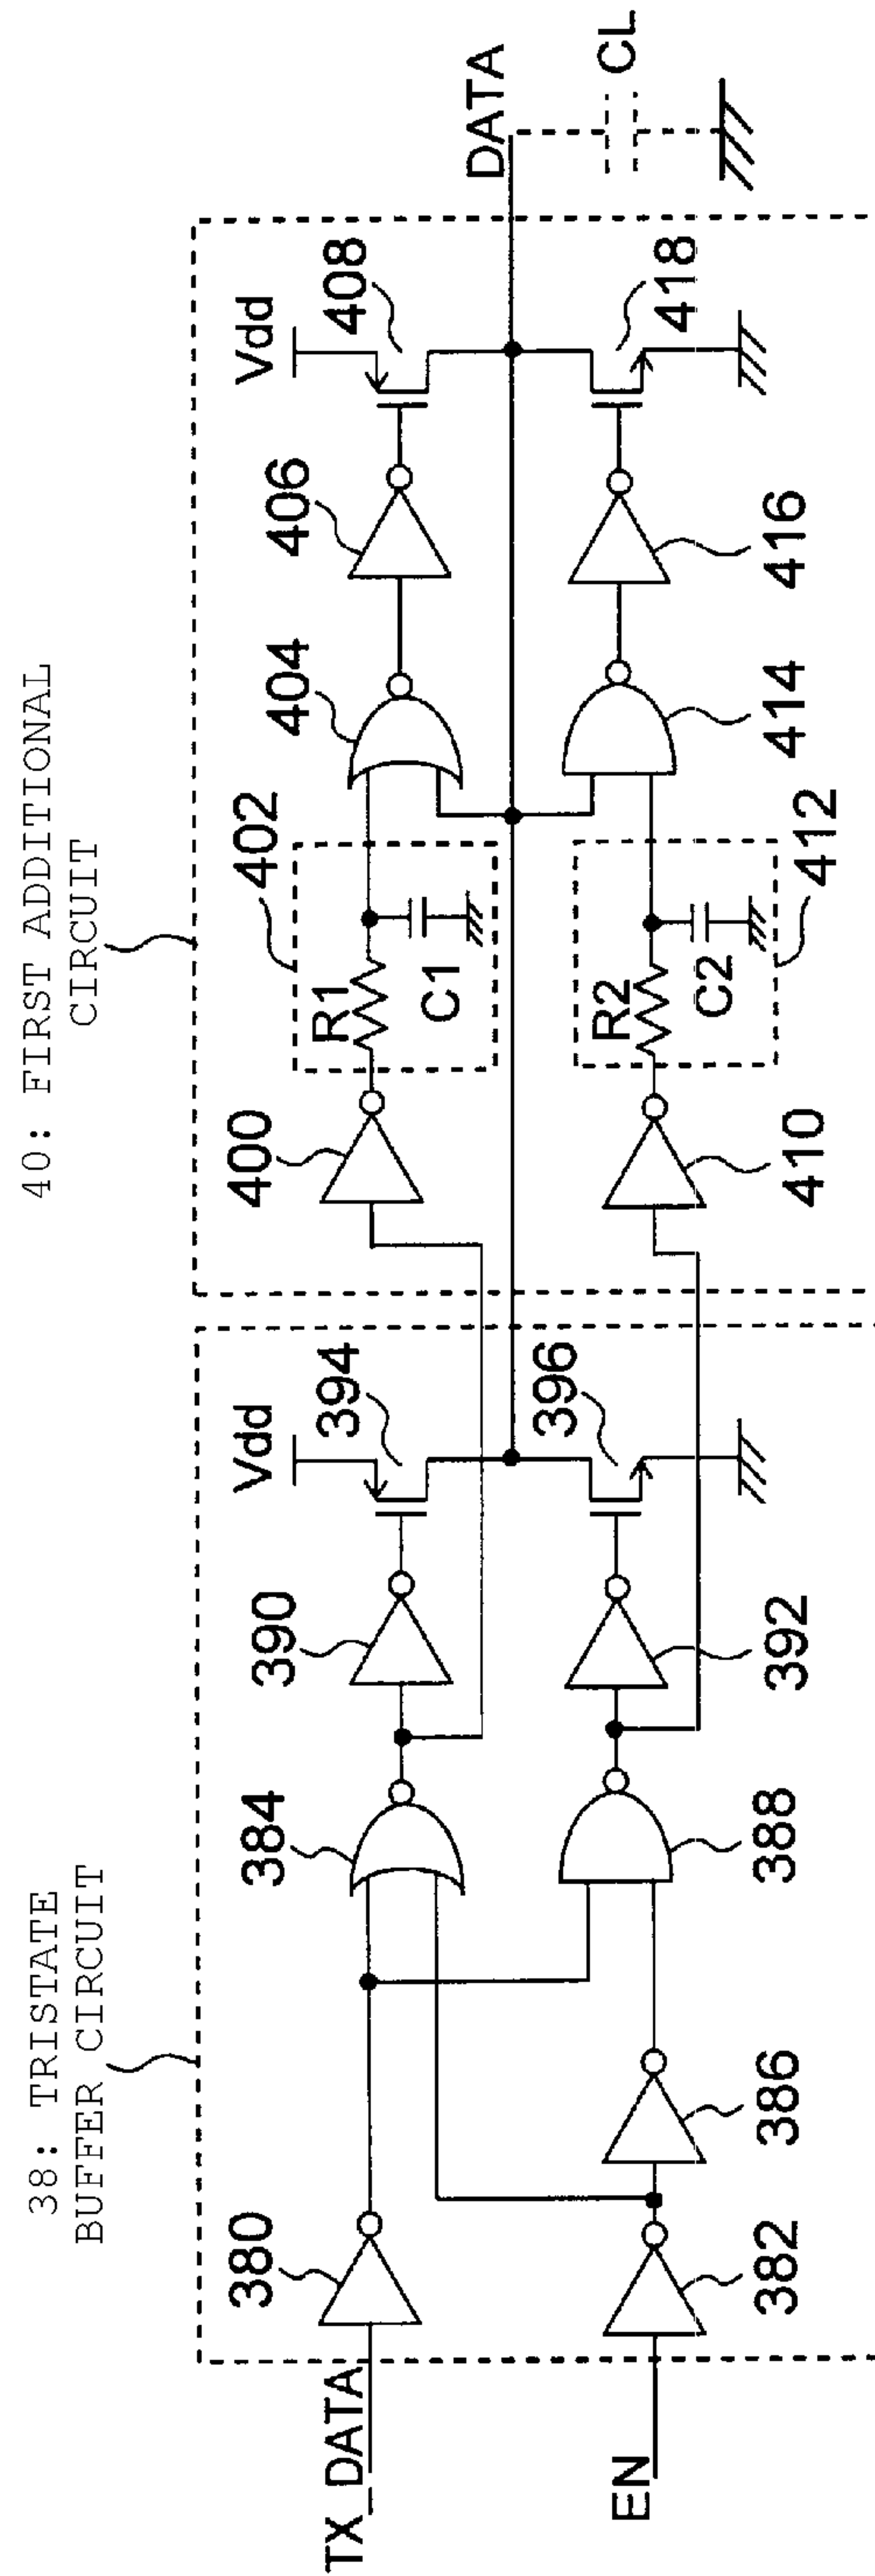 38: TRISTATE
BUFFER CIRCUIT
40: FIRST ADDITIONAL
CIRCUIT
TX_DATA
EN
380
382
384
386
388
390
392
Vdd
394
396
400
402
R1
C1
404
406
Vdd
408
410
412
R2
C2
414
416
418
DATA
CL